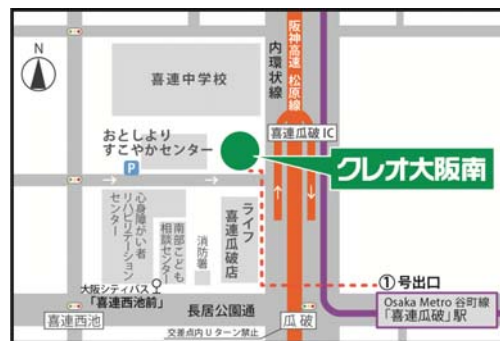 N
喜連中学校
内環状線
阪神高速 松原線
おとしより
すこやかセンター
P
喜連瓜破IC
クレオ大阪南
心身障がい者
リハビリテーション
センター
南部こども
相談センター
消防署
ライフ
喜連瓜破店
大阪シティバス
「喜連西池前」
①号出口
長居公園通
Osaka Metro 谷町線
「喜連瓜破」駅
喜連西池
交差点内Uターン禁止
瓜破